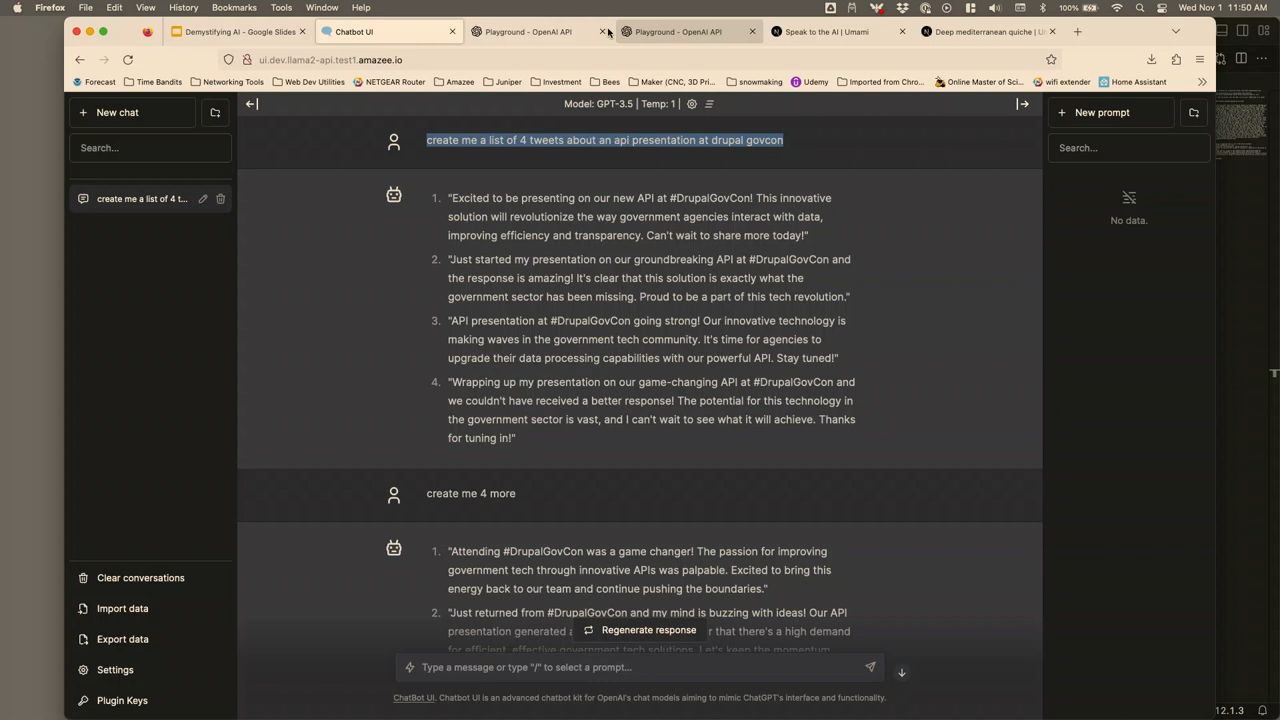 Firefox File Edit View History Bookmarks Tools Window Help 100% Wed Nov 1 11:50 AM
Demystifying AI - Google Slides
Chatbot UI
Playground - OpenAI API
Playground - OpenAI API
Speak to the AI | Umami
Deep mediterranean quiche | U
ui.dev.llama2-api.test1.amazee.io
Forecast Time Bandits Networking Tools Web Dev Utilities NETGEAR Router Amazee Juniper Investment Bees Maker (CNC, 3D Pri... snowmaking Udemy Imported from Chro... Online Master of Sci... wifi extender Home Assistant
New chat
Model: GPT-3.5 | Temp: 1 |
New prompt
Search...
Search...
create me a list of 4 t...
No data.
create me a list of 4 tweets about an api presentation at drupal govcon
1. "Excited to be presenting on our new API at #DrupalGovCon! This innovative
solution will revolutionize the way government agencies interact with data,
improving efficiency and transparency. Can't wait to share more today!"
2. "Just started my presentation on our groundbreaking API at #DrupalGovCon and
the response is amazing! It's clear that this solution is exactly what the
government sector has been missing. Proud to be a part of this tech revolution."
3. "API presentation at #DrupalGovCon going strong! Our innovative technology is
making waves in the government tech community. It's time for agencies to
upgrade their data processing capabilities with our powerful API. Stay tuned!"
4. "Wrapping up my presentation on our game-changing API at #DrupalGovCon and
we couldn't have received a better response! The potential for this technology in
the government sector is vast, and I can't wait to see what it will achieve. Thanks
for tuning in!"
create me 4 more
1. "Attending #DrupalGovCon was a game changer! The passion for improving
government tech through innovative APIs was palpable. Excited to bring this
energy back to our team and continue pushing the boundaries."
2. "Just returned from #DrupalGovCon and my mind is buzzing with ideas! Our API
presentation generated a
Regenerate response
r that there's a high demand
for efficient, effective government tech solutions. Let's keep the momentum
Clear conversations
Import data
Export data
Settings
Plugin Keys
Type a message or type "/" to select a prompt...
ChatBot UI. Chatbot UI is an advanced chatbot kit for OpenAI's chat models aiming to mimic ChatGPT's interface and functionality.
12.1.3